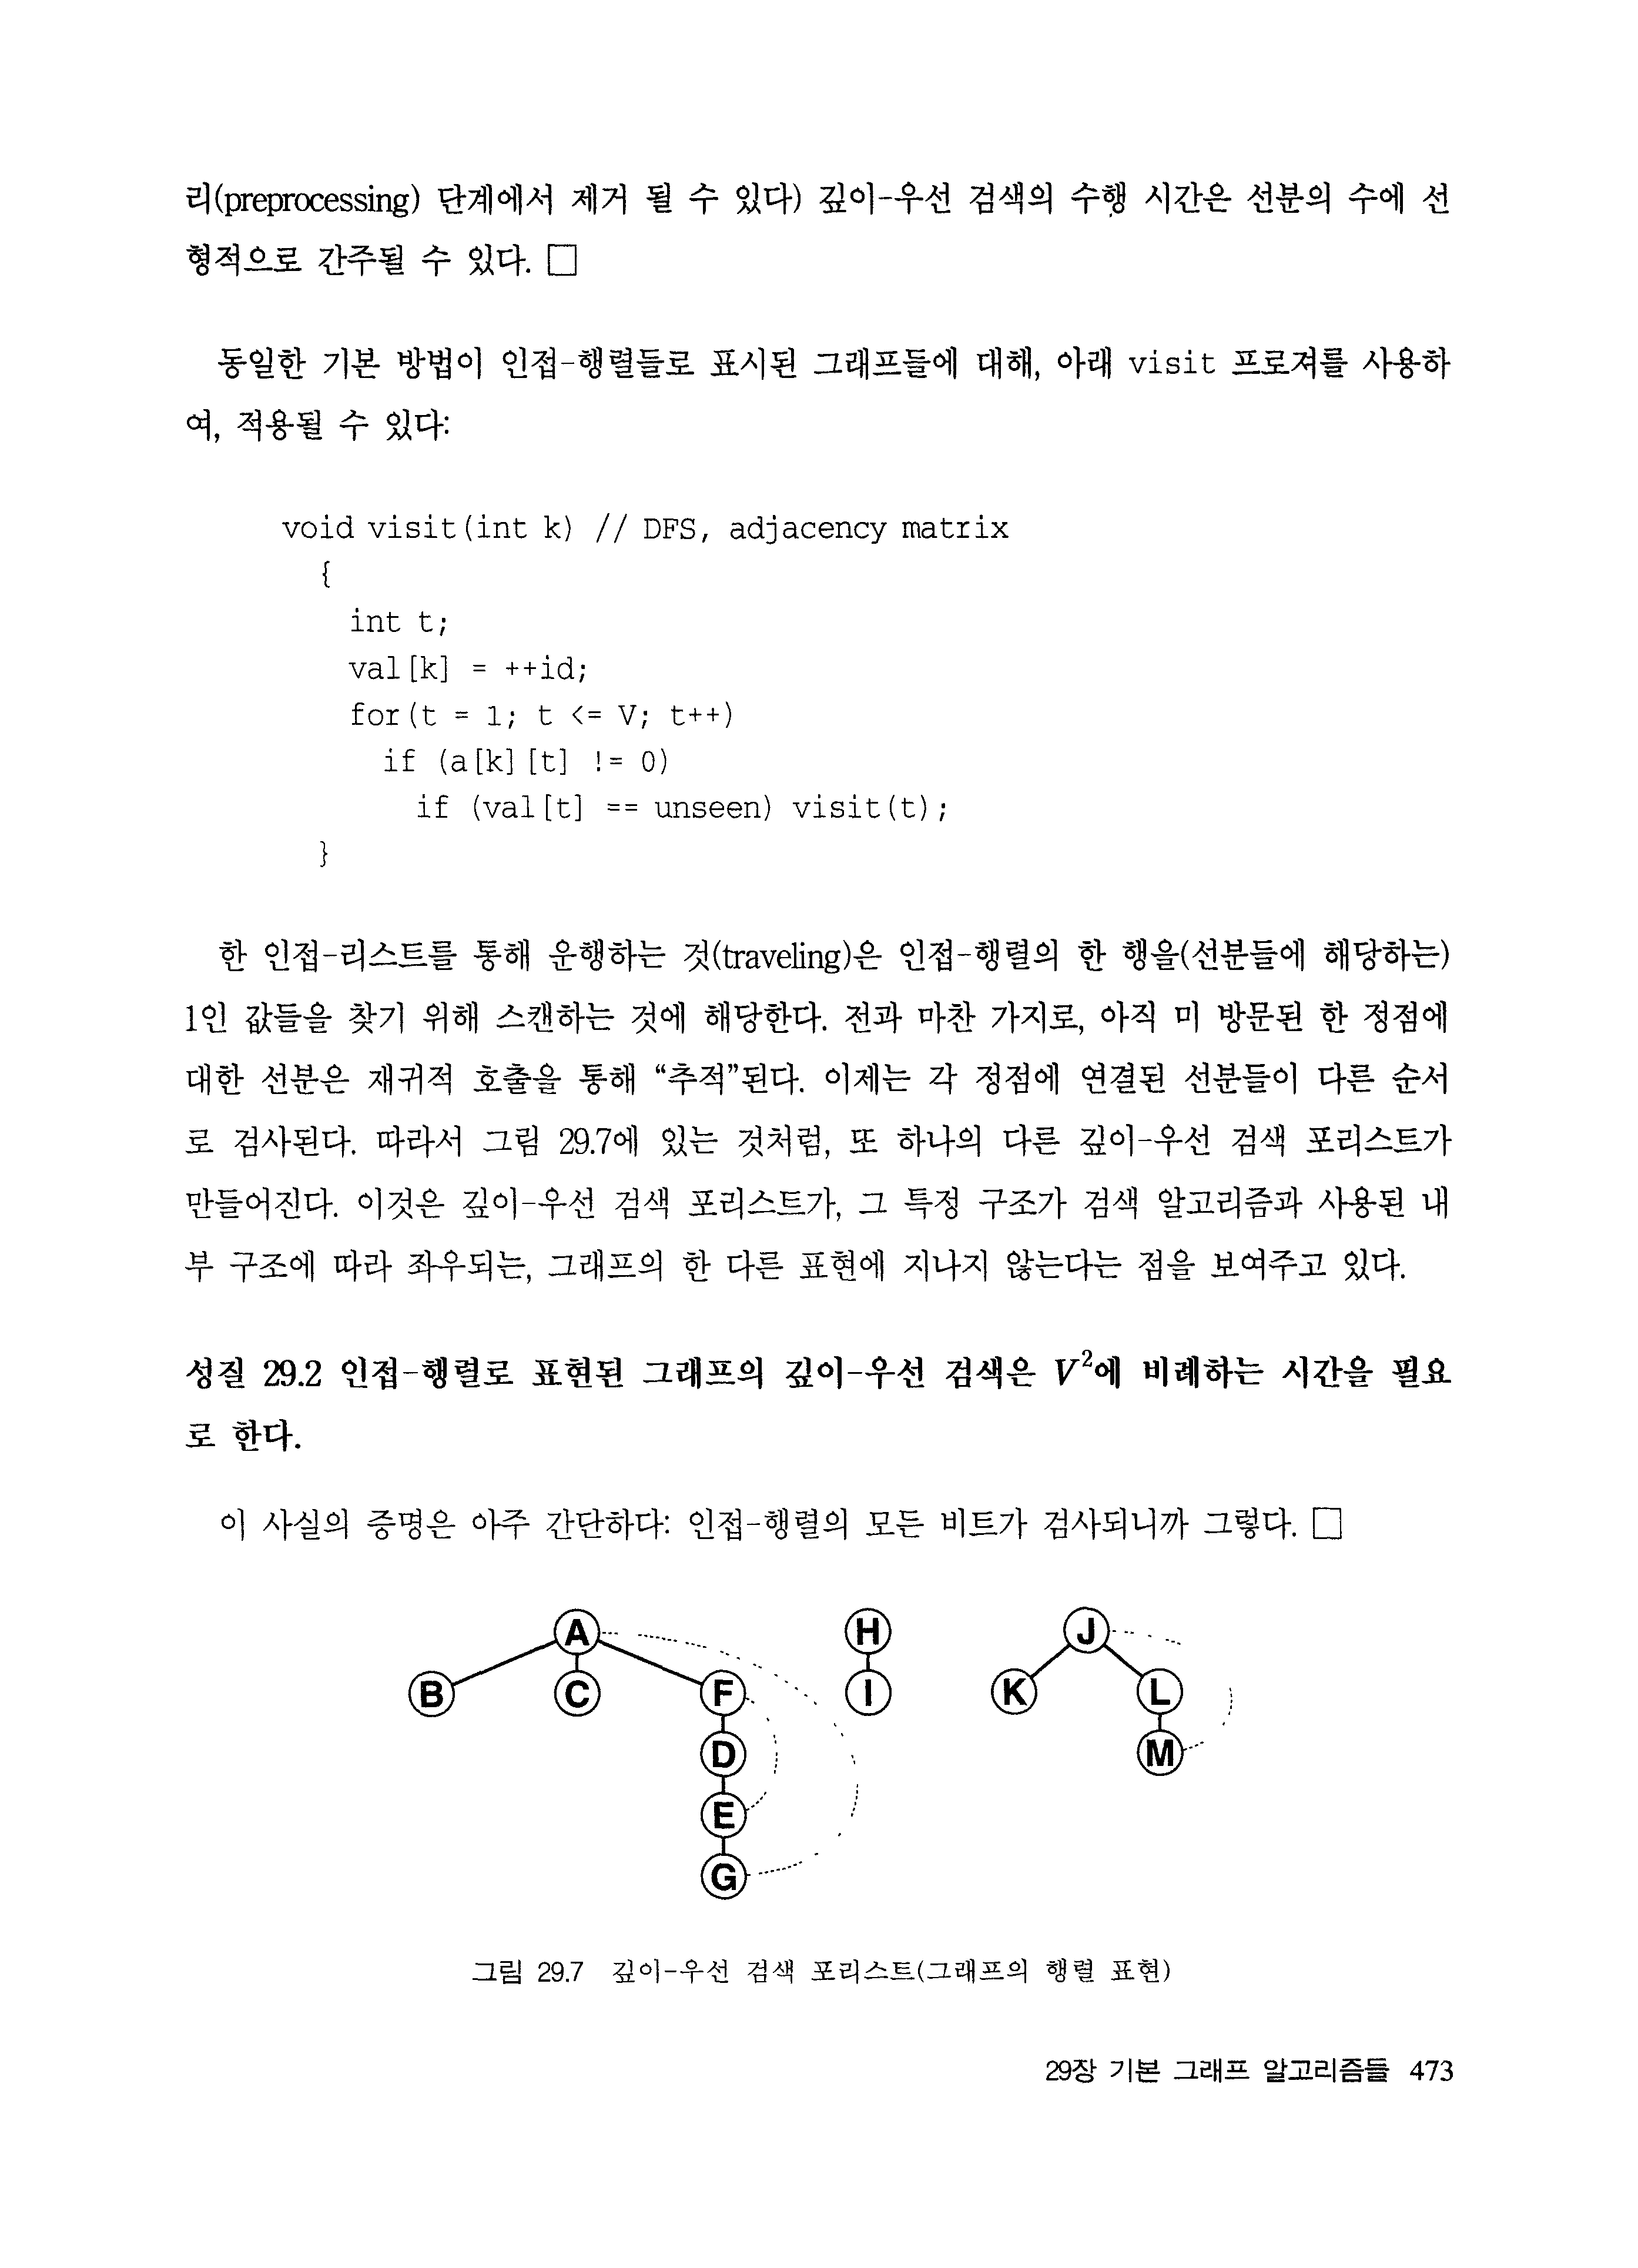 리(preprocessing) 단계에서 제거 될 수 있다) 깊이-우선 검색의 수행 시간은 선분의 수에 선
형적으로 간주될 수 있다. □
동일한 기본 방법이 인접-행렬들로 표시된 그래프들에 대해, 아래 visit 프로져를 사용하
여, 적용될 수 있다:
void visit(int k) // DFS, adjacency matrix
{
int t;
val[k] = ++id;
for(t = 1; t <= V; t++)
if (a[k][t] != 0)
if (val[t] == unseen) visit(t);
}
한 인접-리스트를 통해 운행하는 것(traveling)은 인접-행렬의 한 행을(선분들에 해당하는)
1인 값들을 찾기 위해 스캔하는 것에 해당한다. 전과 마찬 가지로, 아직 미 방문된 한 정점에
대한 선분은 재귀적 호출을 통해 “추적”된다. 이제는 각 정점에 연결된 선분들이 다른 순서
로 검사된다. 따라서 그림 29.7에 있는 것처럼, 또 하나의 다른 깊이-우선 검색 포리스트가
만들어진다. 이것은 깊이-우선 검색 포리스트가, 그 특정 구조가 검색 알고리즘과 사용된 내
부 구조에 따라 좌우되는, 그래프의 한 다른 표현에 지나지 않는다는 점을 보여주고 있다.
성질 29.2 인접-행렬로 표현된 그래프의 깊이-우선 검색은 V²에 비례하는 시간을 필요
로 한다.
이 사실의 증명은 아주 간단하다: 인접-행렬의 모든 비트가 검사되니까 그렇다. □
A H J
B C F I K L
D M
E
G
그림 29.7 깊이-우선 검색 포리스트(그래프의 행렬 표현)
29장 기본 그래프 알고리즘들 473